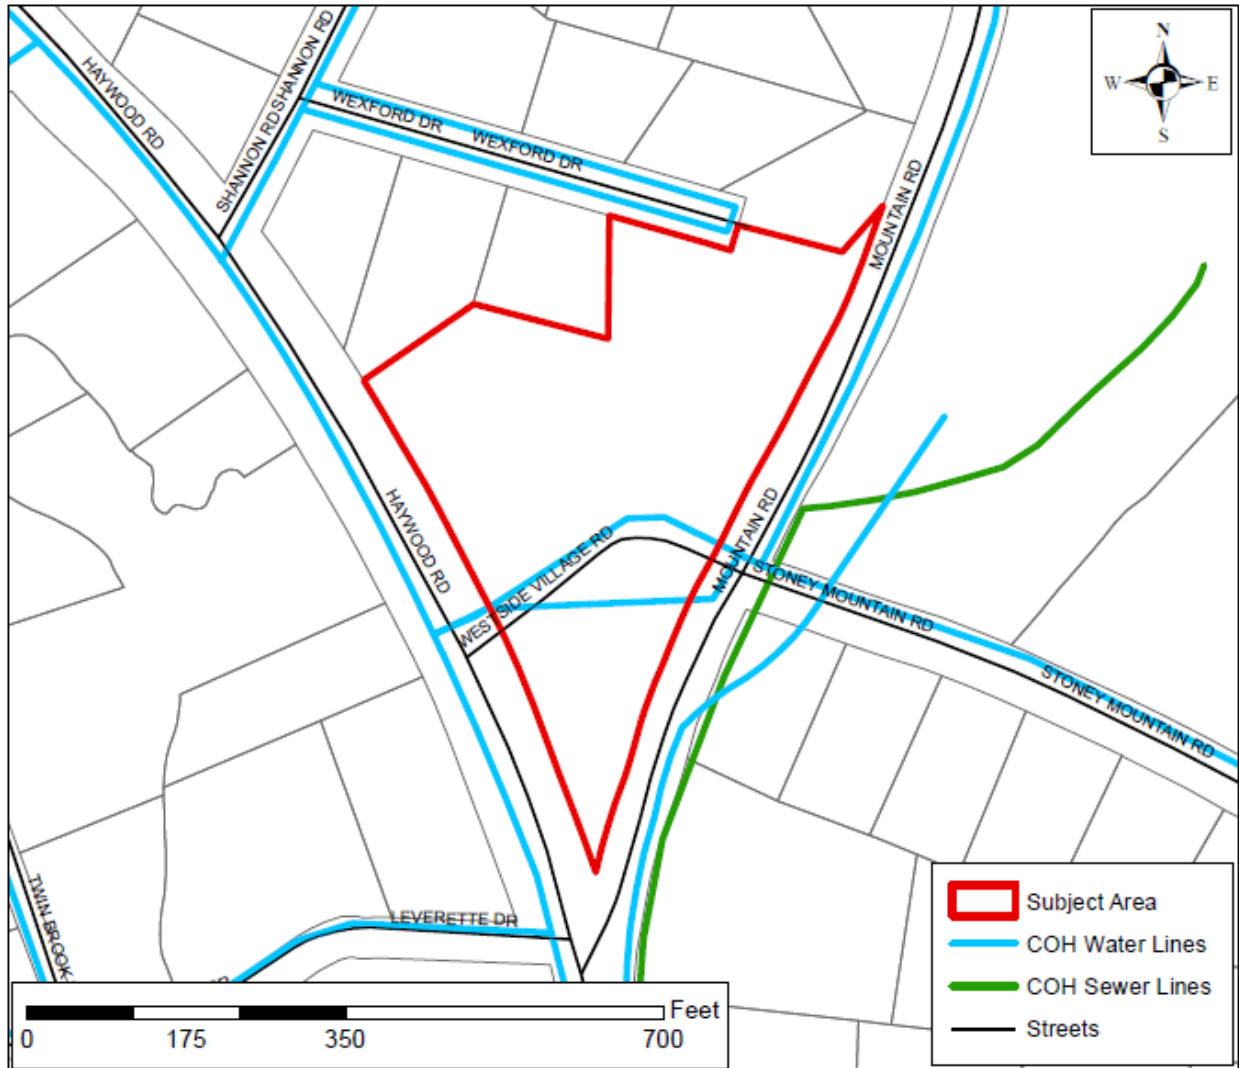 N
W E
S
SHANNON RD
HAYWOOD RD
SHANNON RD
WEXFORD DR
WEXFORD DR
MOUNTAIN RD
HAYWOOD RD
MOUNTAIN RD
WESTSIDE VILLAGE RD
STONEY MOUNTAIN RD
STONEY MOUNTAIN RD
TWIN BROOK
LEVERETTE DR
Subject Area
COH Water Lines
COH Sewer Lines
Streets
Feet
0 175 350 700